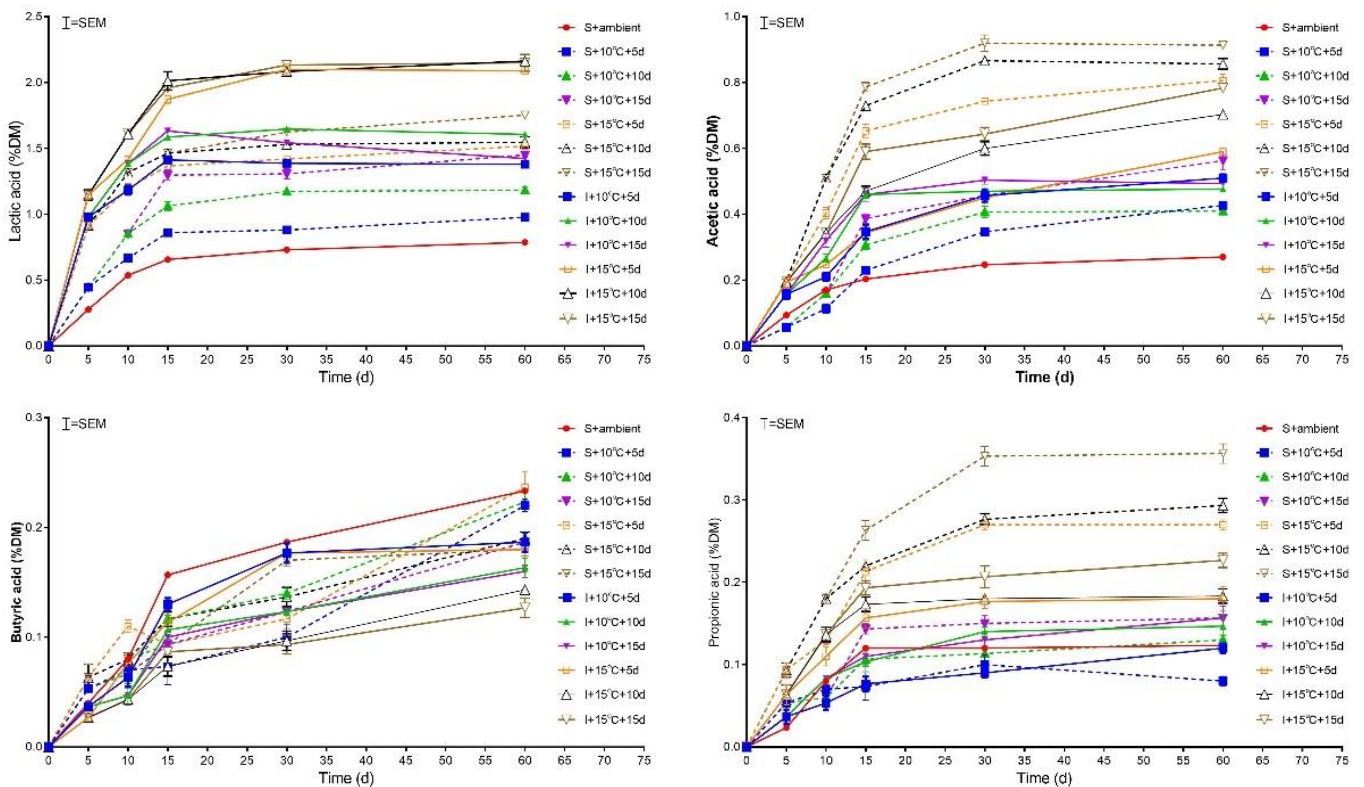 I=SEM
Lactic acid (%DM)
2.5
2.0
1.5
1.0
0.5
0.0
0 5 10 15 20 25 30 35 40 45 50 55 60 65 70 75
Time (d)
S+ambient
S+10°C+5d
S+10°C+10d
S+10°C+15d
S+15°C+5d
S+15°C+10d
S+15°C+15d
I+10°C+5d
I+10°C+10d
I+10°C+15d
I+15°C+5d
I+15°C+10d
I+15°C+15d
I=SEM
Acetic acid (%DM)
1.0
0.8
0.6
0.4
0.2
0.0
0 5 10 15 20 25 30 35 40 45 50 55 60 65 70 75
Time (d)
S+ambient
S+10°C+5d
S+10°C+10d
S+10°C+15d
S+15°C+5d
S+15°C+10d
S+15°C+15d
I+10°C+5d
I+10°C+10d
I+10°C+15d
I+15°C+5d
I+15°C+10d
I+15°C+15d
I=SEM
Butyric acid (%DM)
0.3
0.2
0.1
0.0
0 5 10 15 20 25 30 35 40 45 50 55 60 65 70 75
Time (d)
S+ambient
S+10°C+5d
S+10°C+10d
S+10°C+15d
S+15°C+5d
S+15°C+10d
S+15°C+15d
I+10°C+5d
I+10°C+10d
I+10°C+15d
I+15°C+5d
I+15°C+10d
I+15°C+15d
T=SEM
Propionic acid (%DM)
0.4
0.3
0.2
0.1
0.0
0 5 10 15 20 25 30 35 40 45 50 55 60 65 70 75
Time (d)
S+ambient
S+10°C+5d
S+10°C+10d
S+10°C+15d
S+15°C+5d
S+15°C+10d
S+15°C+15d
I+10°C+5d
I+10°C+10d
I+10°C+15d
I+15°C+5d
I+15°C+10d
I+15°C+15d